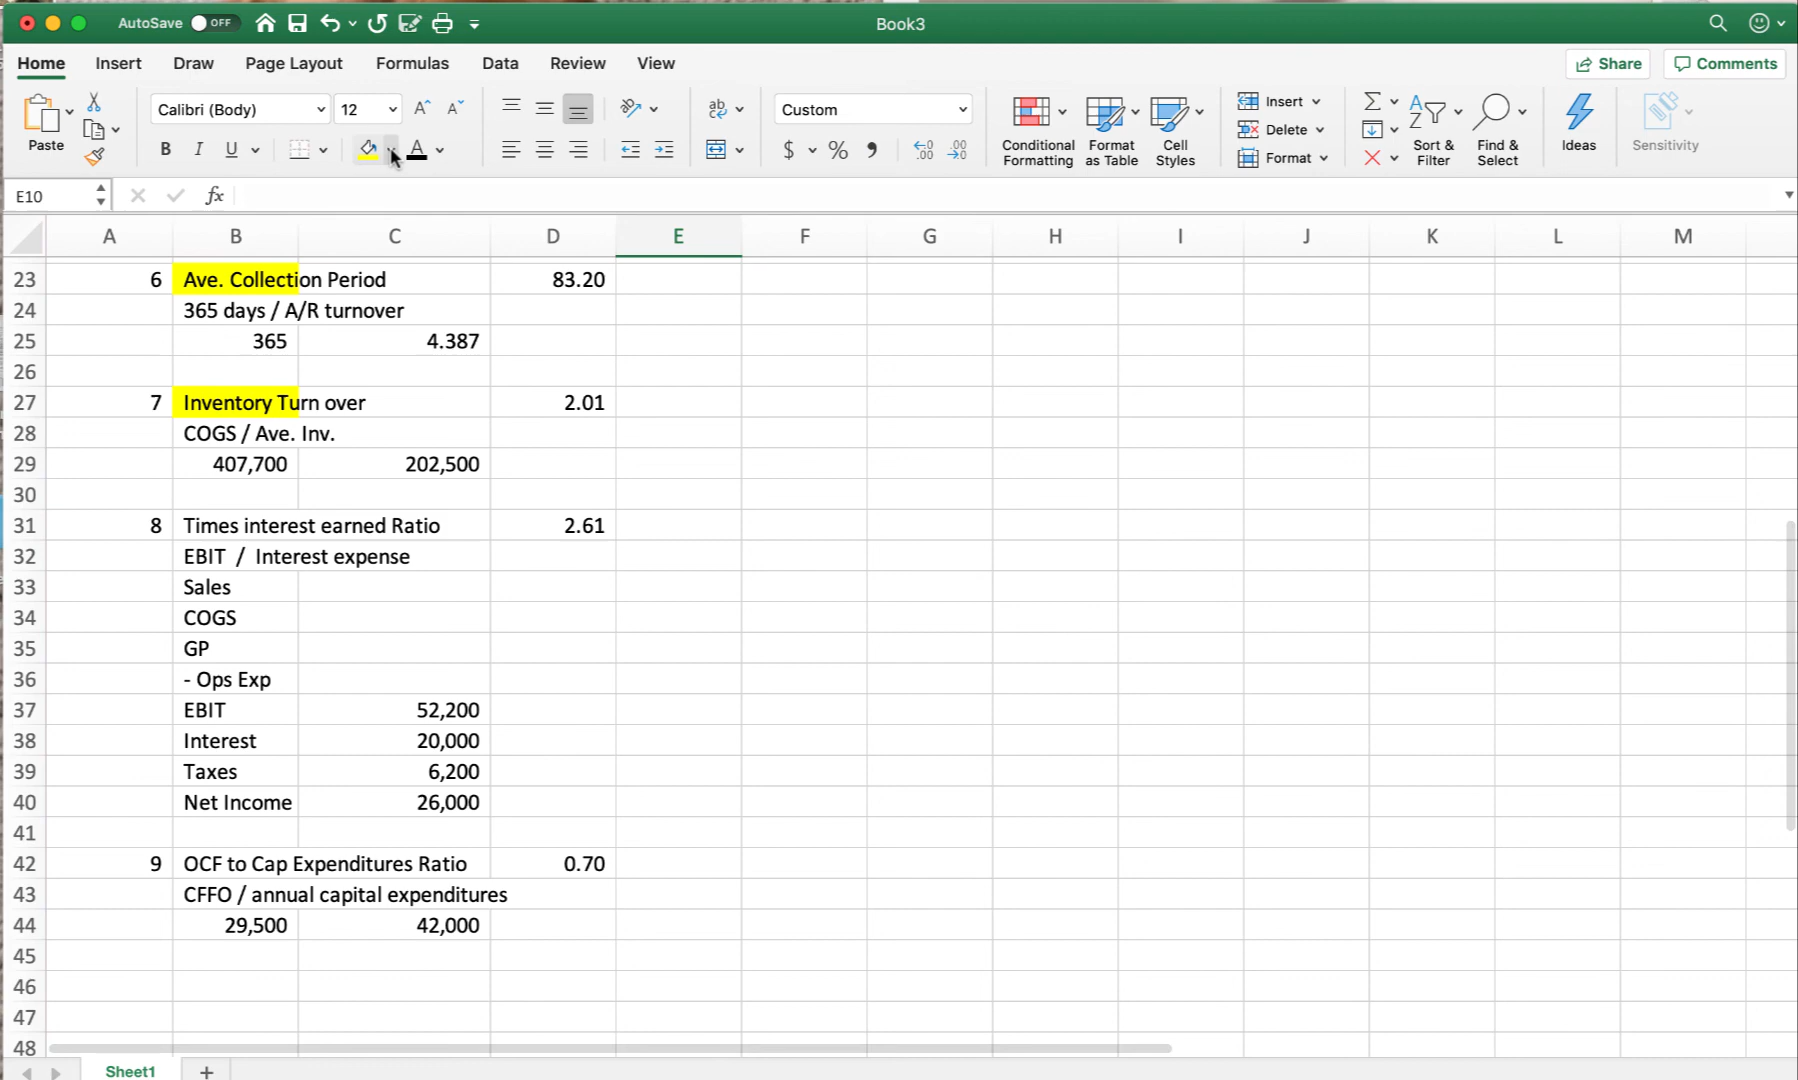 AutoSave OFF Book3
Home Insert Draw Page Layout Formulas Data Review View Share Comments
Paste Calibri (Body) 12 A A ab Custom Conditional Formatting Format as Table Cell Styles Insert Delete Format Sort & Filter Find & Select Ideas Sensitivity
B I U A $ %
E10 fx
A B C D E F G H I J K L M
23 6 Ave. Collection Period 83.20
24 365 days / A/R turnover
25 365 4.387
26
27 7 Inventory Turn over 2.01
28 COGS / Ave. Inv.
29 407,700 202,500
30
31 8 Times interest earned Ratio 2.61
32 EBIT / Interest expense
33 Sales
34 COGS
35 GP
36 - Ops Exp
37 EBIT 52,200
38 Interest 20,000
39 Taxes 6,200
40 Net Income 26,000
41
42 9 OCF to Cap Expenditures Ratio 0.70
43 CFFO / annual capital expenditures
44 29,500 42,000
45
46
47
48
Sheet1 +